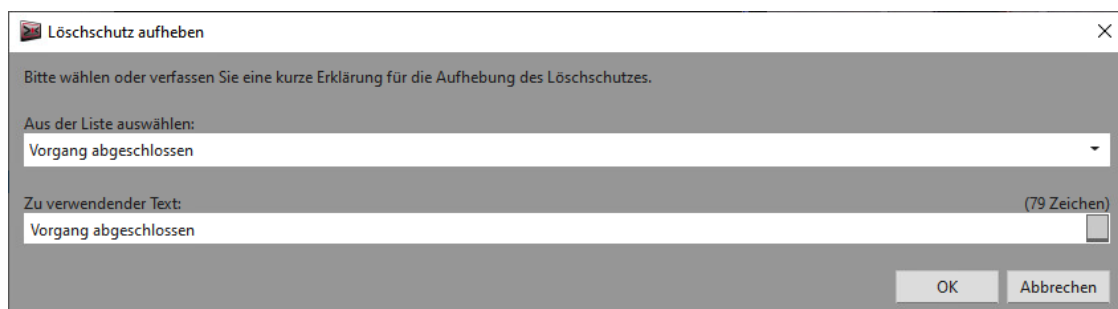 Löschschutz aufheben
Bitte wählen oder verfassen Sie eine kurze Erklärung für die Aufhebung des Löschschutzes.
Aus der Liste auswählen:
Vorgang abgeschlossen
Zu verwendender Text: (79 Zeichen)
Vorgang abgeschlossen
OK Abbrechen